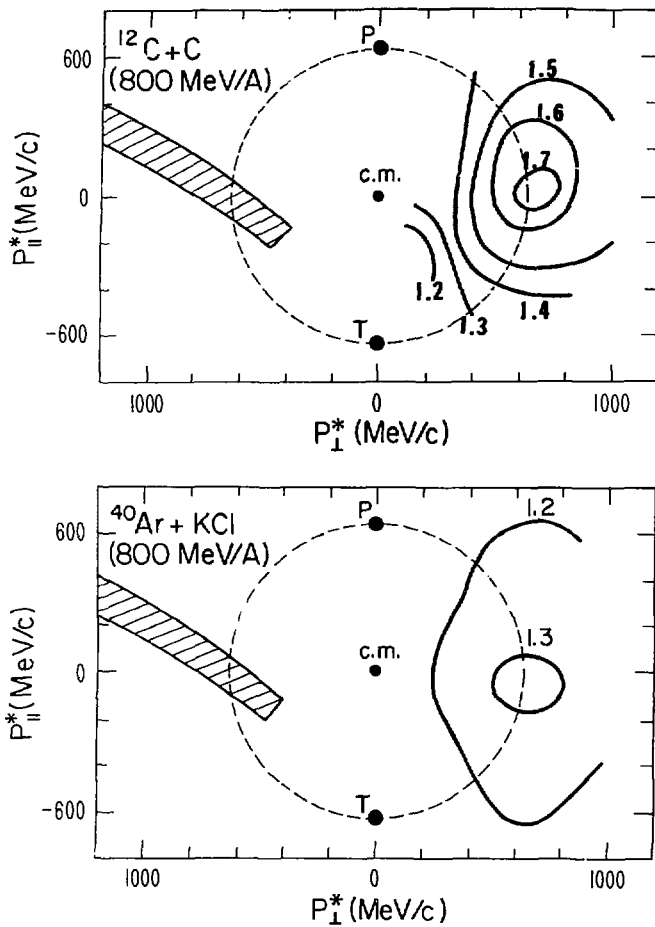 ¹²C+C
(800 MeV/A)
P
600
1.5
1.6
1.7
c.m.
0
P∥* (MeV/c)
1.2
1.3
1.4
-600
T
1000
0
1000
P⊥* (MeV/c)
⁴⁰Ar + KCl
(800 MeV/A)
P
1.2
600
1.3
c.m.
0
P∥* (MeV/c)
-600
T
1000
0
1000
P⊥* (MeV/c)